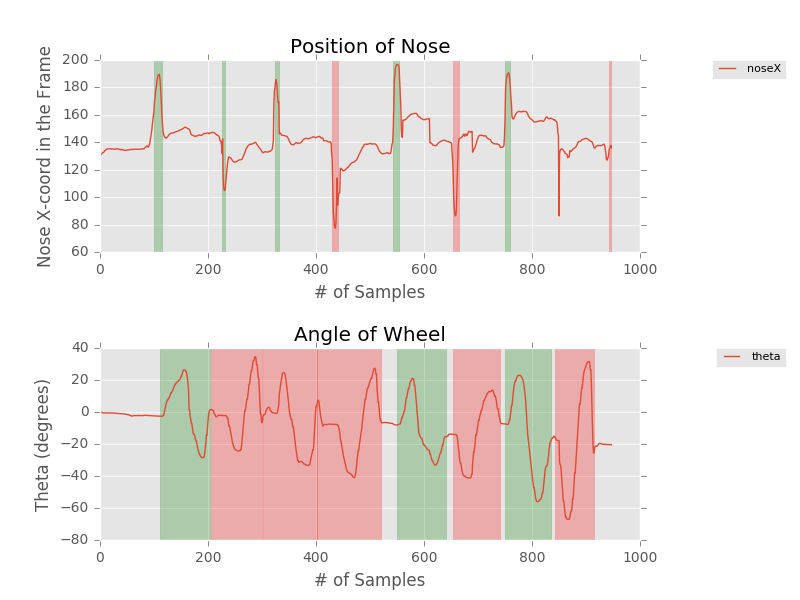 Position of Nose
200
180
160
140
120
100
80
60
Nose X-coord in the Frame
0 200 400 600 800 1000
# of Samples
noseX
Angle of Wheel
40
20
0
−20
−40
−60
−80
Theta (degrees)
0 200 400 600 800 1000
# of Samples
theta